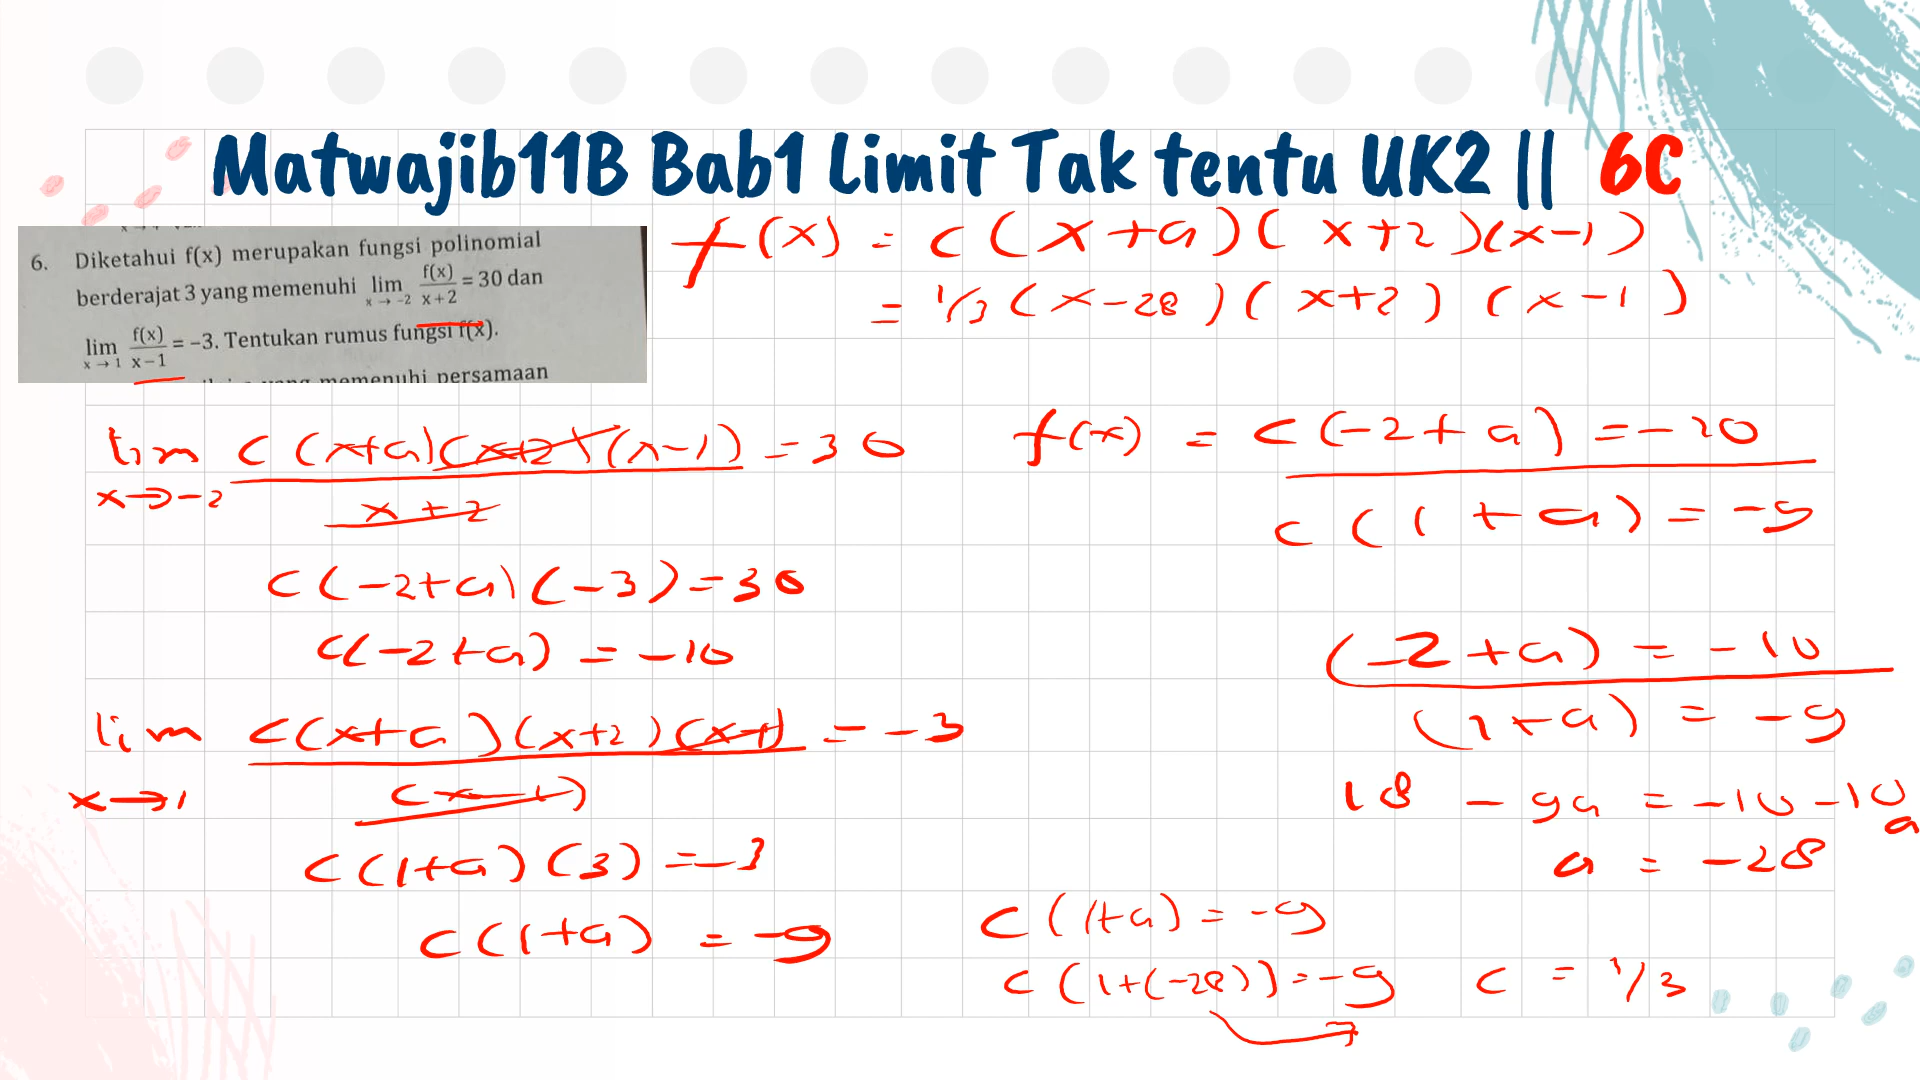 Matwajib11B Bab1 Limit Tak tentu UK2 || 6C
6. Diketahui f(x) merupakan fungsi polinomial
berderajat 3 yang memenuhi lim x→-2 f(x)/x+2 = 30 dan
lim x→1 f(x)/x-1 = -3. Tentukan rumus fungsi f(x).
yang memenuhi persamaan
f(x) = c(x+a)(x+2)(x-1)
= 1/3(x-28)(x+2)(x-1)
lim x→-2 c(x+a)(x+2)(x-1)/x+2 = 30
c(-2+a)(-3)=30
c(-2+a) = -10
lim x→1 c(x+a)(x+2)(x-1)/(x-1) = -3
c(1+a)(3)=-3
c(1+a) = -9
f(x) = c(-2+a) = -20
c(1+a) = -9
(-2+a) = -10
(1+a) = -9
18 - 9a = -10-10a
a = -28
c(1+a) = -9
c(1+(-28))=-9 c = 1/3